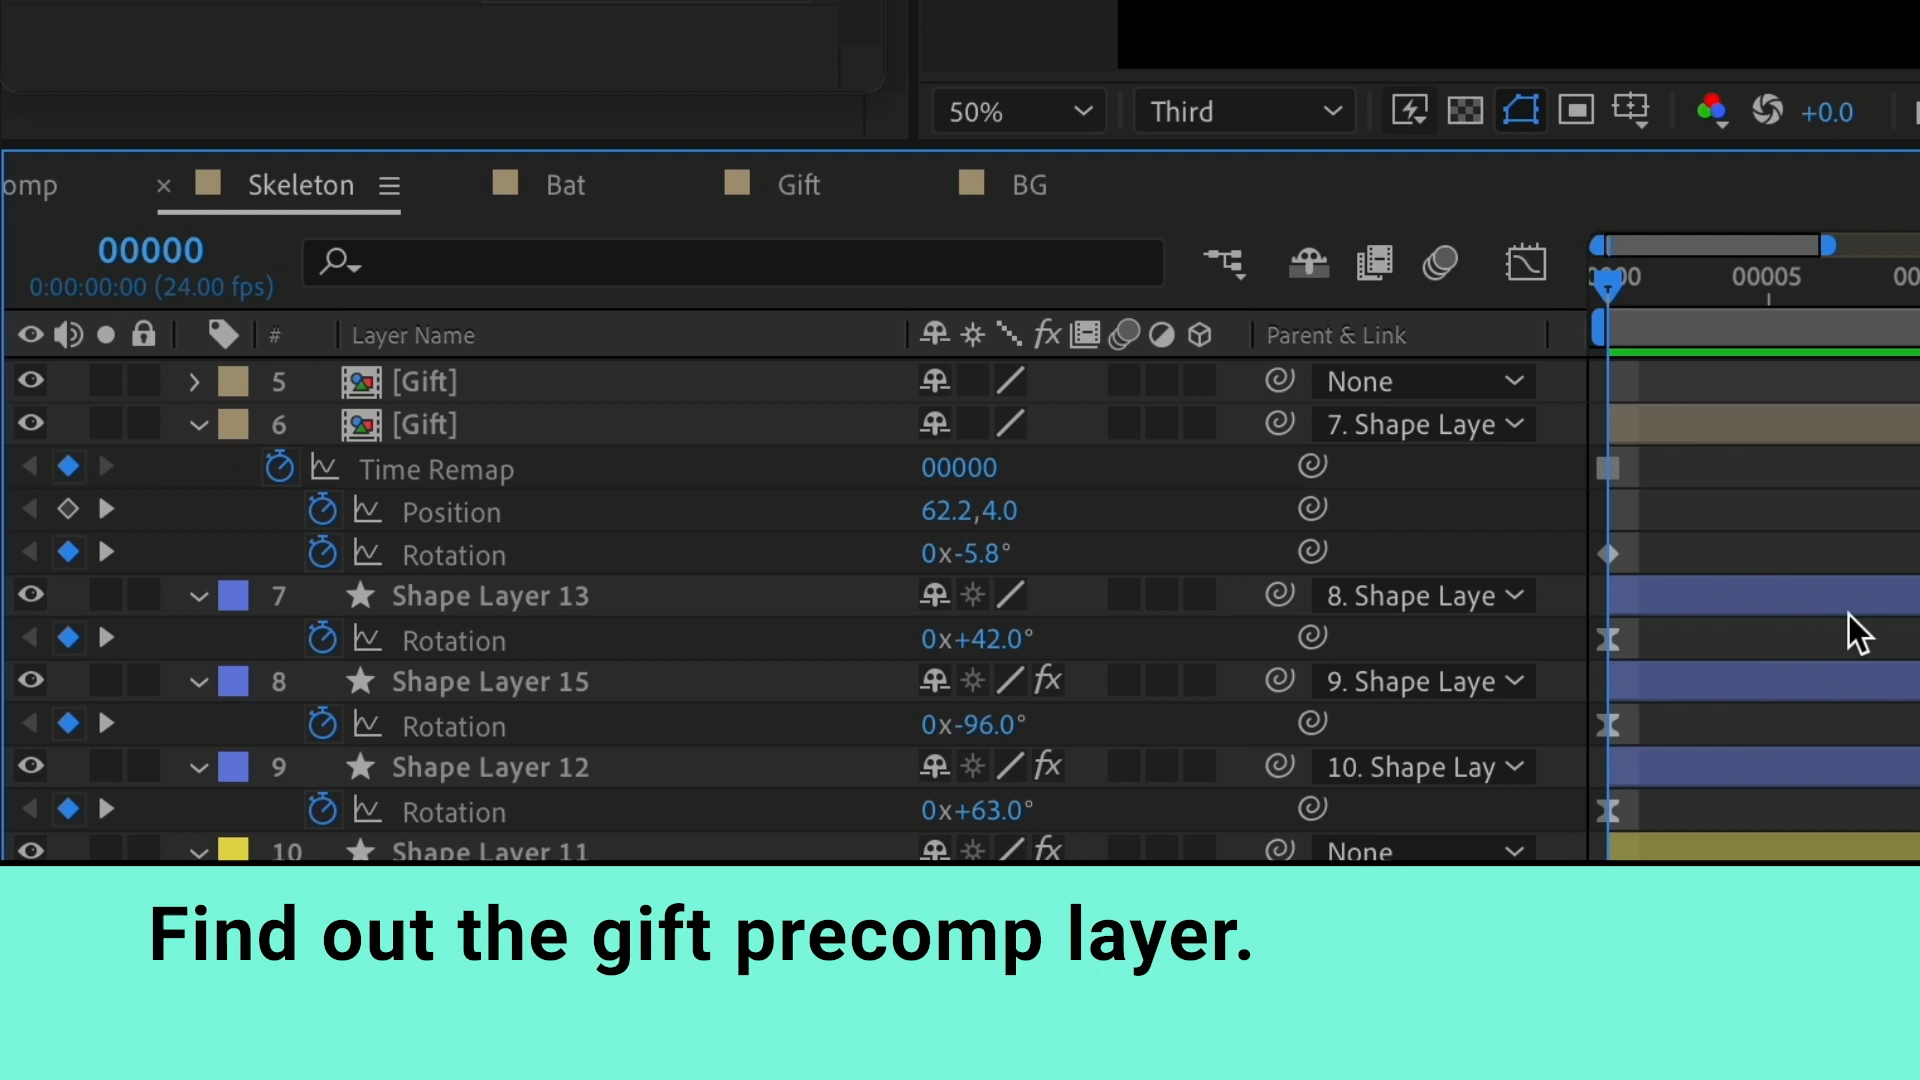 50%
Third
+0.0
omp
× Skeleton
Bat
Gift
BG
00000
0:00:00:00 (24.00 fps)
00005
# Layer Name
fx
Parent & Link
5 [Gift]
None
6 [Gift]
7. Shape Laye
Time Remap
00000
Position
62.2,4.0
Rotation
0x-5.8°
7 Shape Layer 13
8. Shape Laye
Rotation
0x+42.0°
8 Shape Layer 15
fx
9. Shape Laye
Rotation
0x-96.0°
9 Shape Layer 12
fx
10. Shape Lay
Rotation
0x+63.0°
10 Shape Layer 11
fx
None
Find out the gift precomp layer.